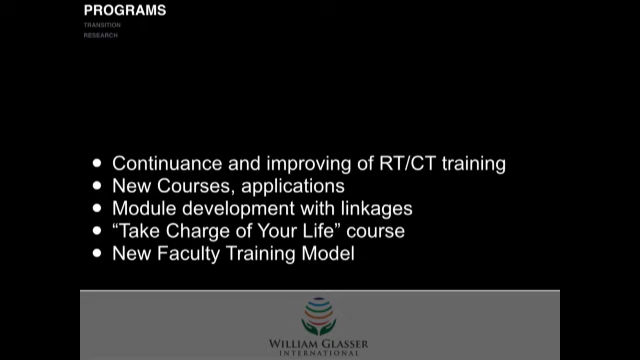 PROGRAMS
TRANSITION
RESEARCH
• Continuance and improving of RT/CT training
• New Courses, applications
• Module development with linkages
• “Take Charge of Your Life” course
• New Faculty Training Model
WILLIAM GLASSER
INTERNATIONAL